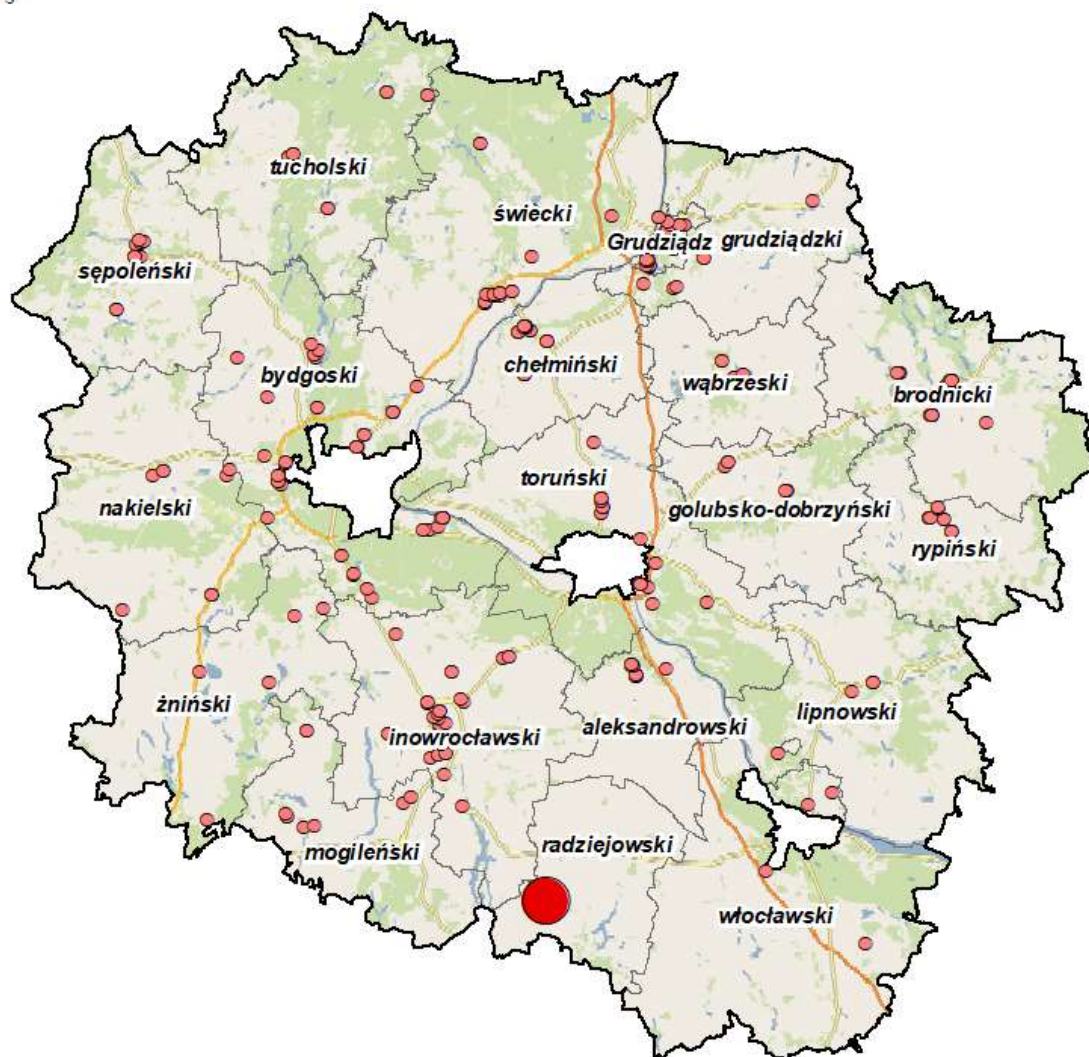 tucholski
świecki
Grudziądz
grudziądzki
sępoleński
chełmiński
bydgoski
wąbrzeski
brodnicki
toruński
nakielski
golubsko-dobrzyński
rypiński
żniński
lipnowski
aleksandrowski
inowrocławski
radziejowski
mogileński
włocławski